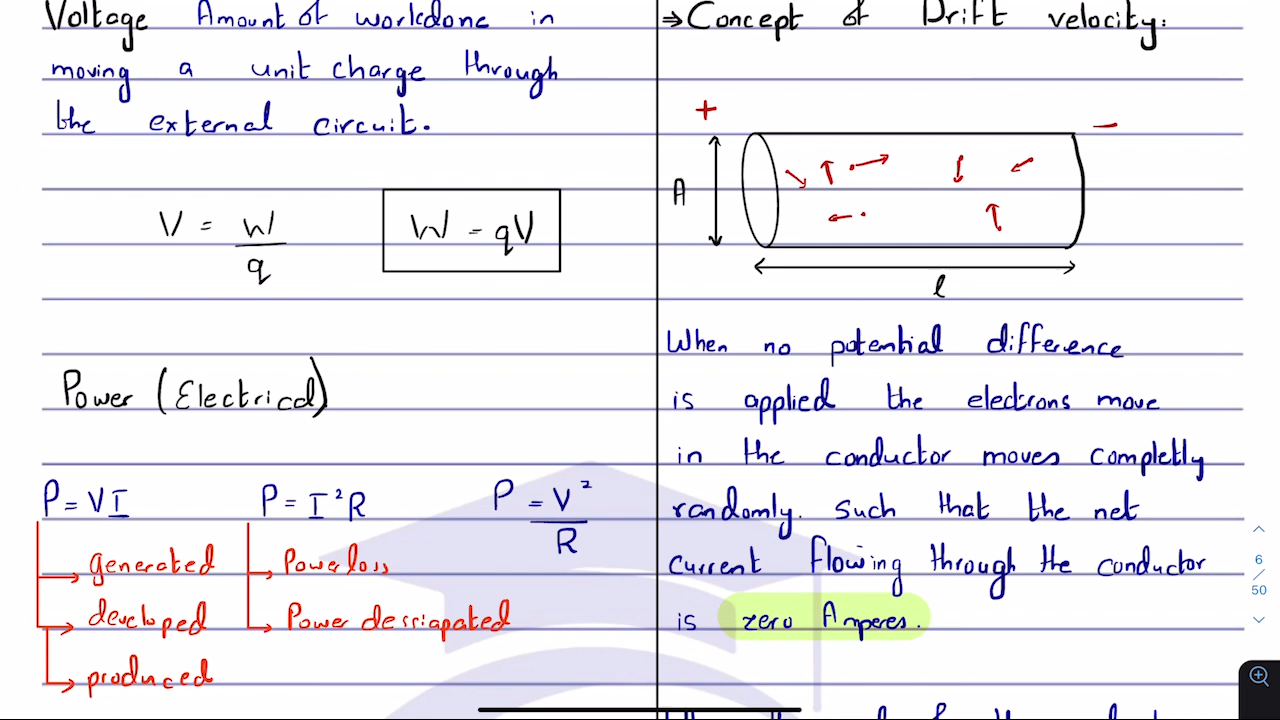 Voltage Amount of workdone in
moving a unit charge through
the external circuit.
V = W/q
W = qV
Power (Electrical)
P = VI
generated
developed
produced
P = I²R
Power loss
Power dessiapated
P = V²/R
⇒ Concept of Drift velocity:
+
−
A
l
When no potential difference
is applied the electrons move
in the conductor moves completly
randomly. Such that the net
current flowing through the conductor
is zero Amperes.
6
/
50